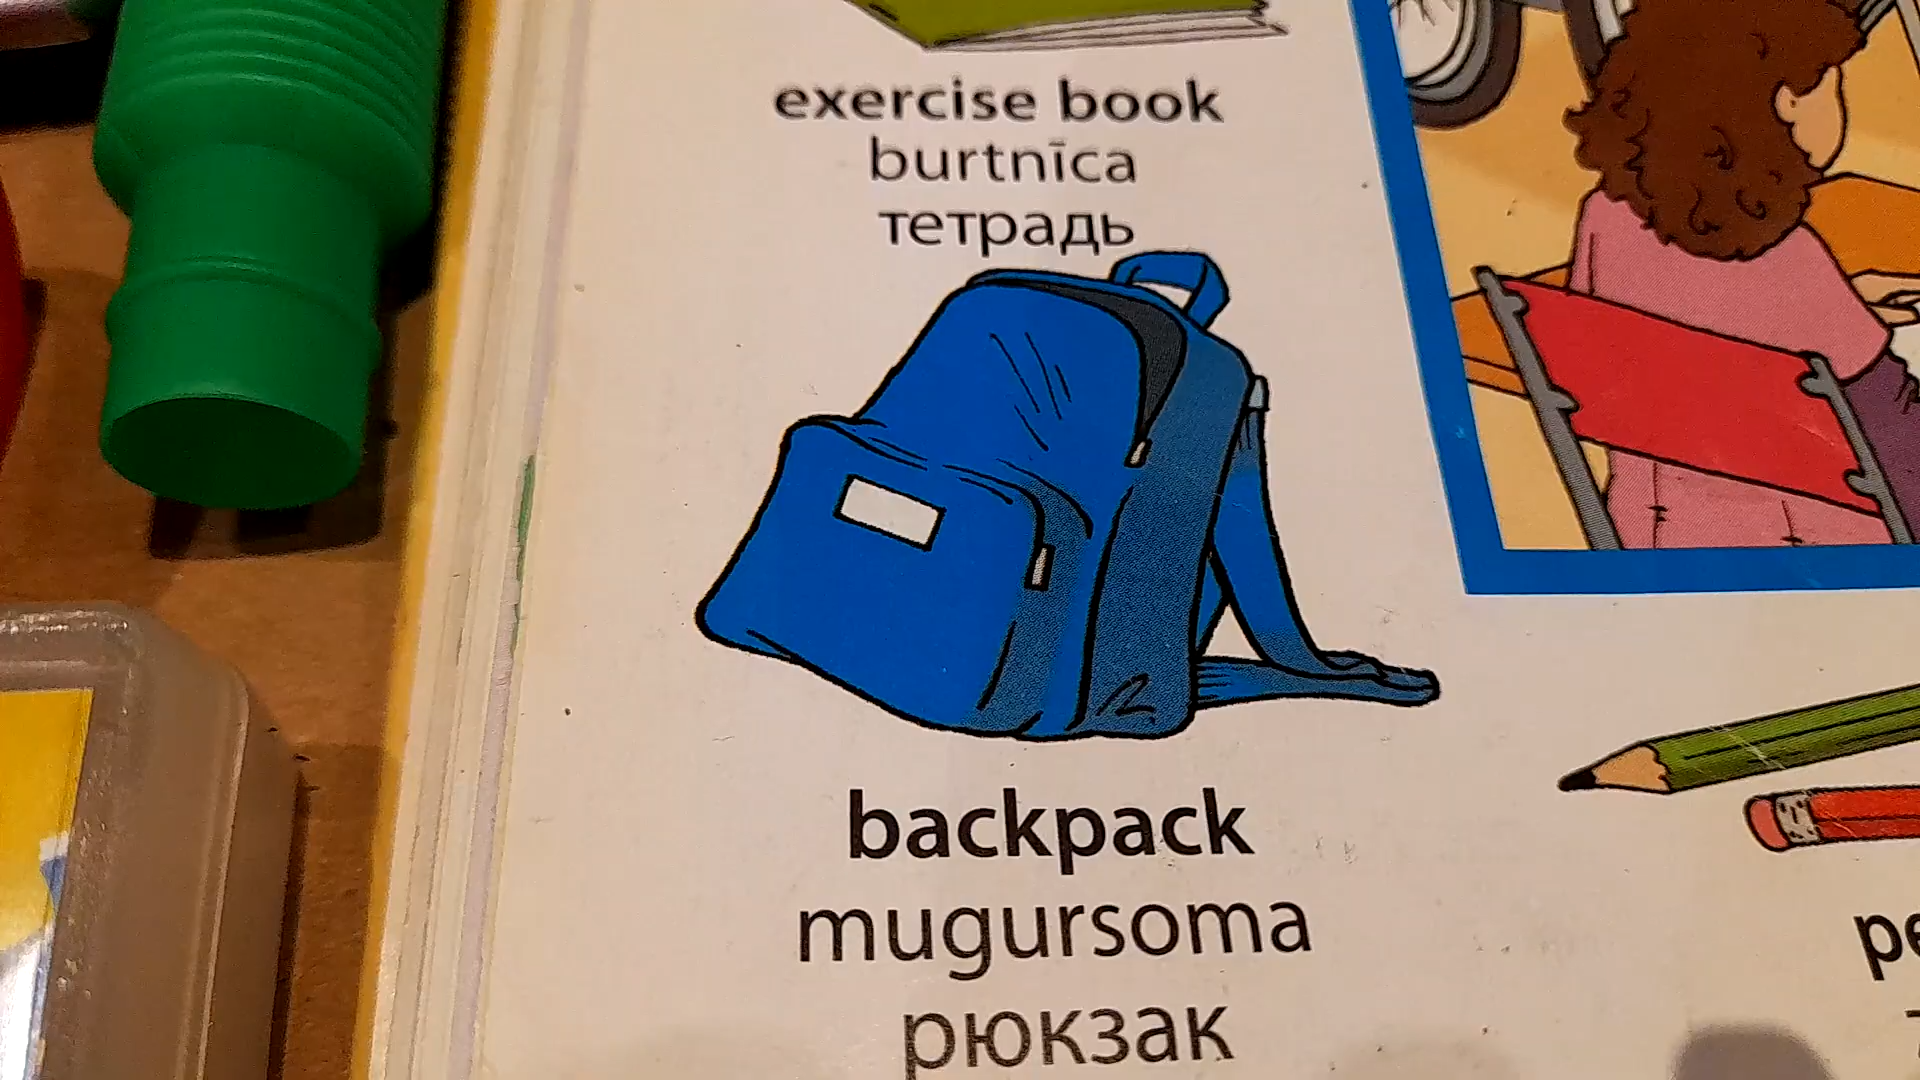 exercise book
burtnīca
тетрадь
backpack
mugursoma
рюкзак